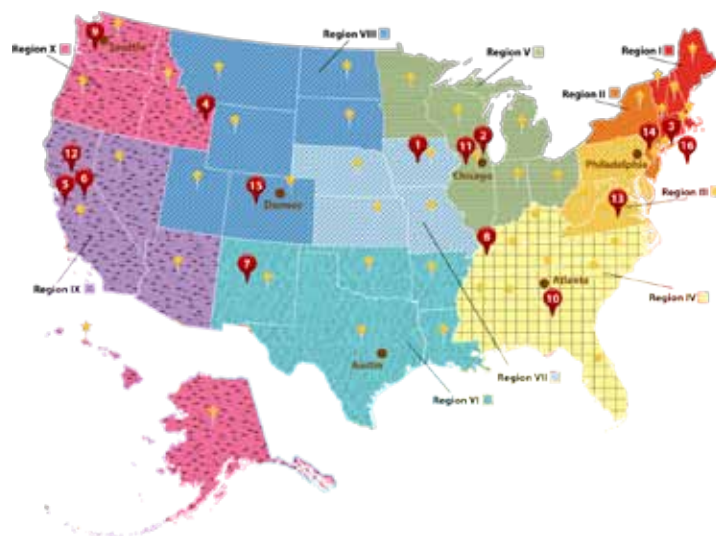 9
Seattle
Region X
Region VIII
Region V
Region I
Region II
4
12
5
6
1
11
2
Chicago
14
3
16
Philadelphia
15
Denver
13
Region III
7
8
Atlanta
10
Region IV
Region IX
Austin
Region VII
Region VI